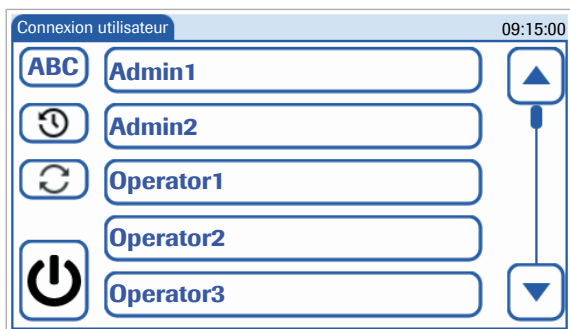 Connexion utilisateur 09:15:00
ABC Admin1
Admin2
Operator1
Operator2
Operator3